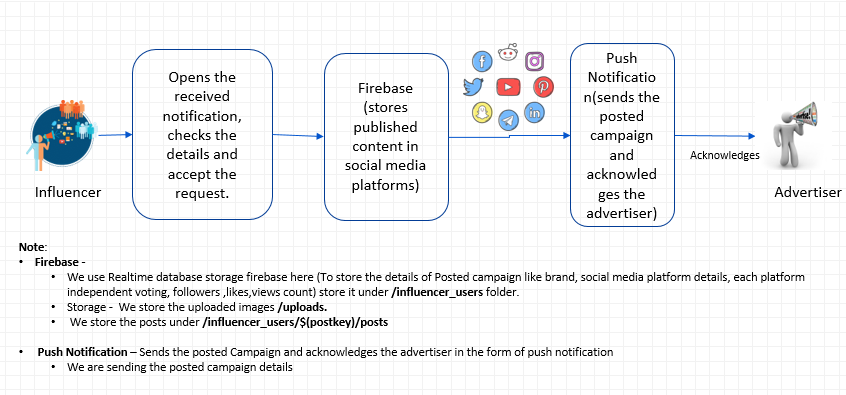 Opens the
received
notification,
checks the
details and
accept the
request.
Firebase
(stores
published
content in
social media
platforms)
Push
Notificatio
n(sends the
posted
campaign
and
acknowled
ges the
advertiser)
Acknowledges
Influencer
Advertiser
Note:
• Firebase -
• We use Realtime database storage firebase here (To store the details of Posted campaign like brand, social media platform details, each platform
independent voting, followers ,likes,views count) store it under /influencer_users folder.
• Storage - We store the uploaded images /uploads.
• We store the posts under /influencer_users/$(postkey)/posts
• Push Notification – Sends the posted Campaign and acknowledges the advertiser in the form of push notification
• We are sending the posted campaign details